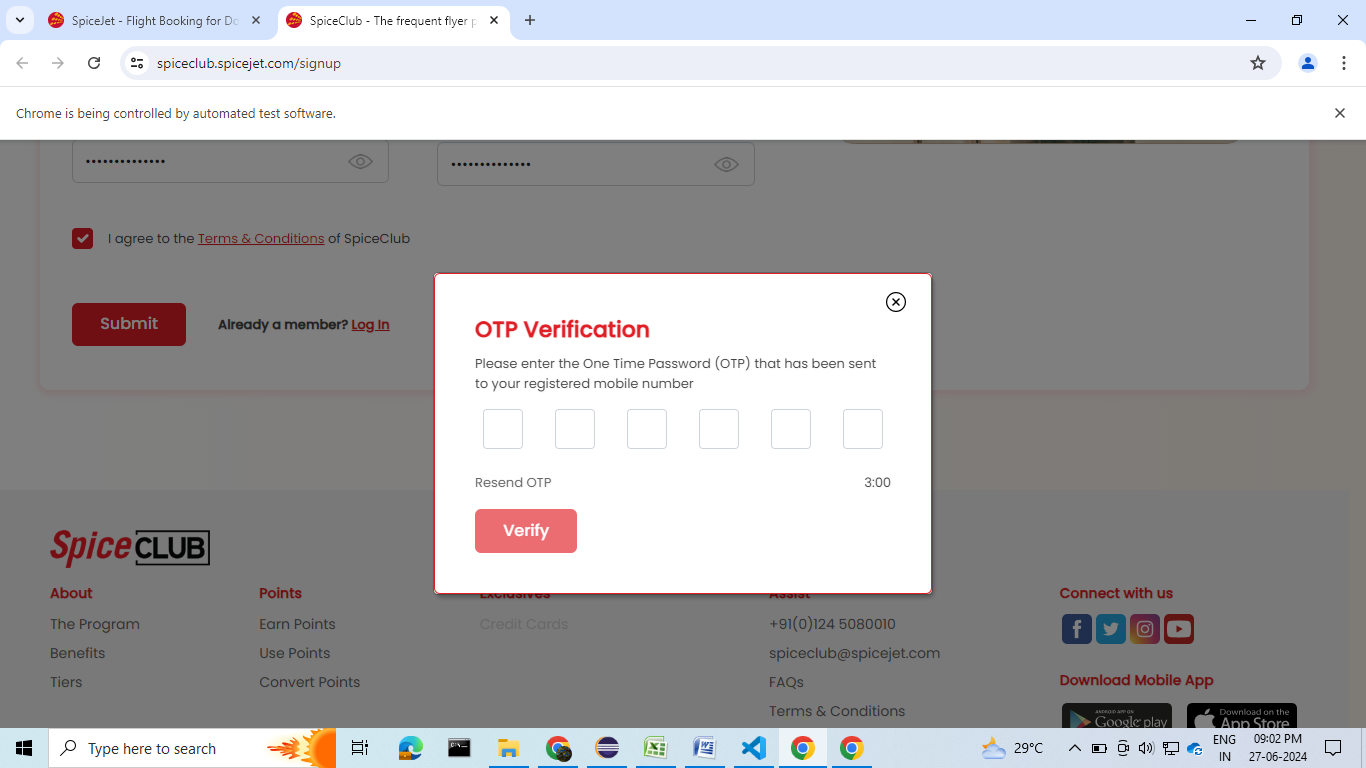 SpiceJet - Flight Booking for Do
SpiceClub - The frequent flyer p
spiceclub.spicejet.com/signup
Chrome is being controlled by automated test software.
I agree to the Terms & Conditions of SpiceClub
Submit
Already a member? Log In
OTP Verification
Please enter the One Time Password (OTP) that has been sent
to your registered mobile number
Resend OTP
3:00
Verify
Spice CLUB
About
The Program
Benefits
Tiers
Points
Earn Points
Use Points
Convert Points
Exclusives
Credit Cards
Assist
+91(0)124 5080010
spiceclub@spicejet.com
FAQs
Terms & Conditions
Connect with us
Download Mobile App
ANDROID APP ON
Google play
Download on the
App Store
Type here to search
29°C
ENG
IN
09:02 PM
27-06-2024